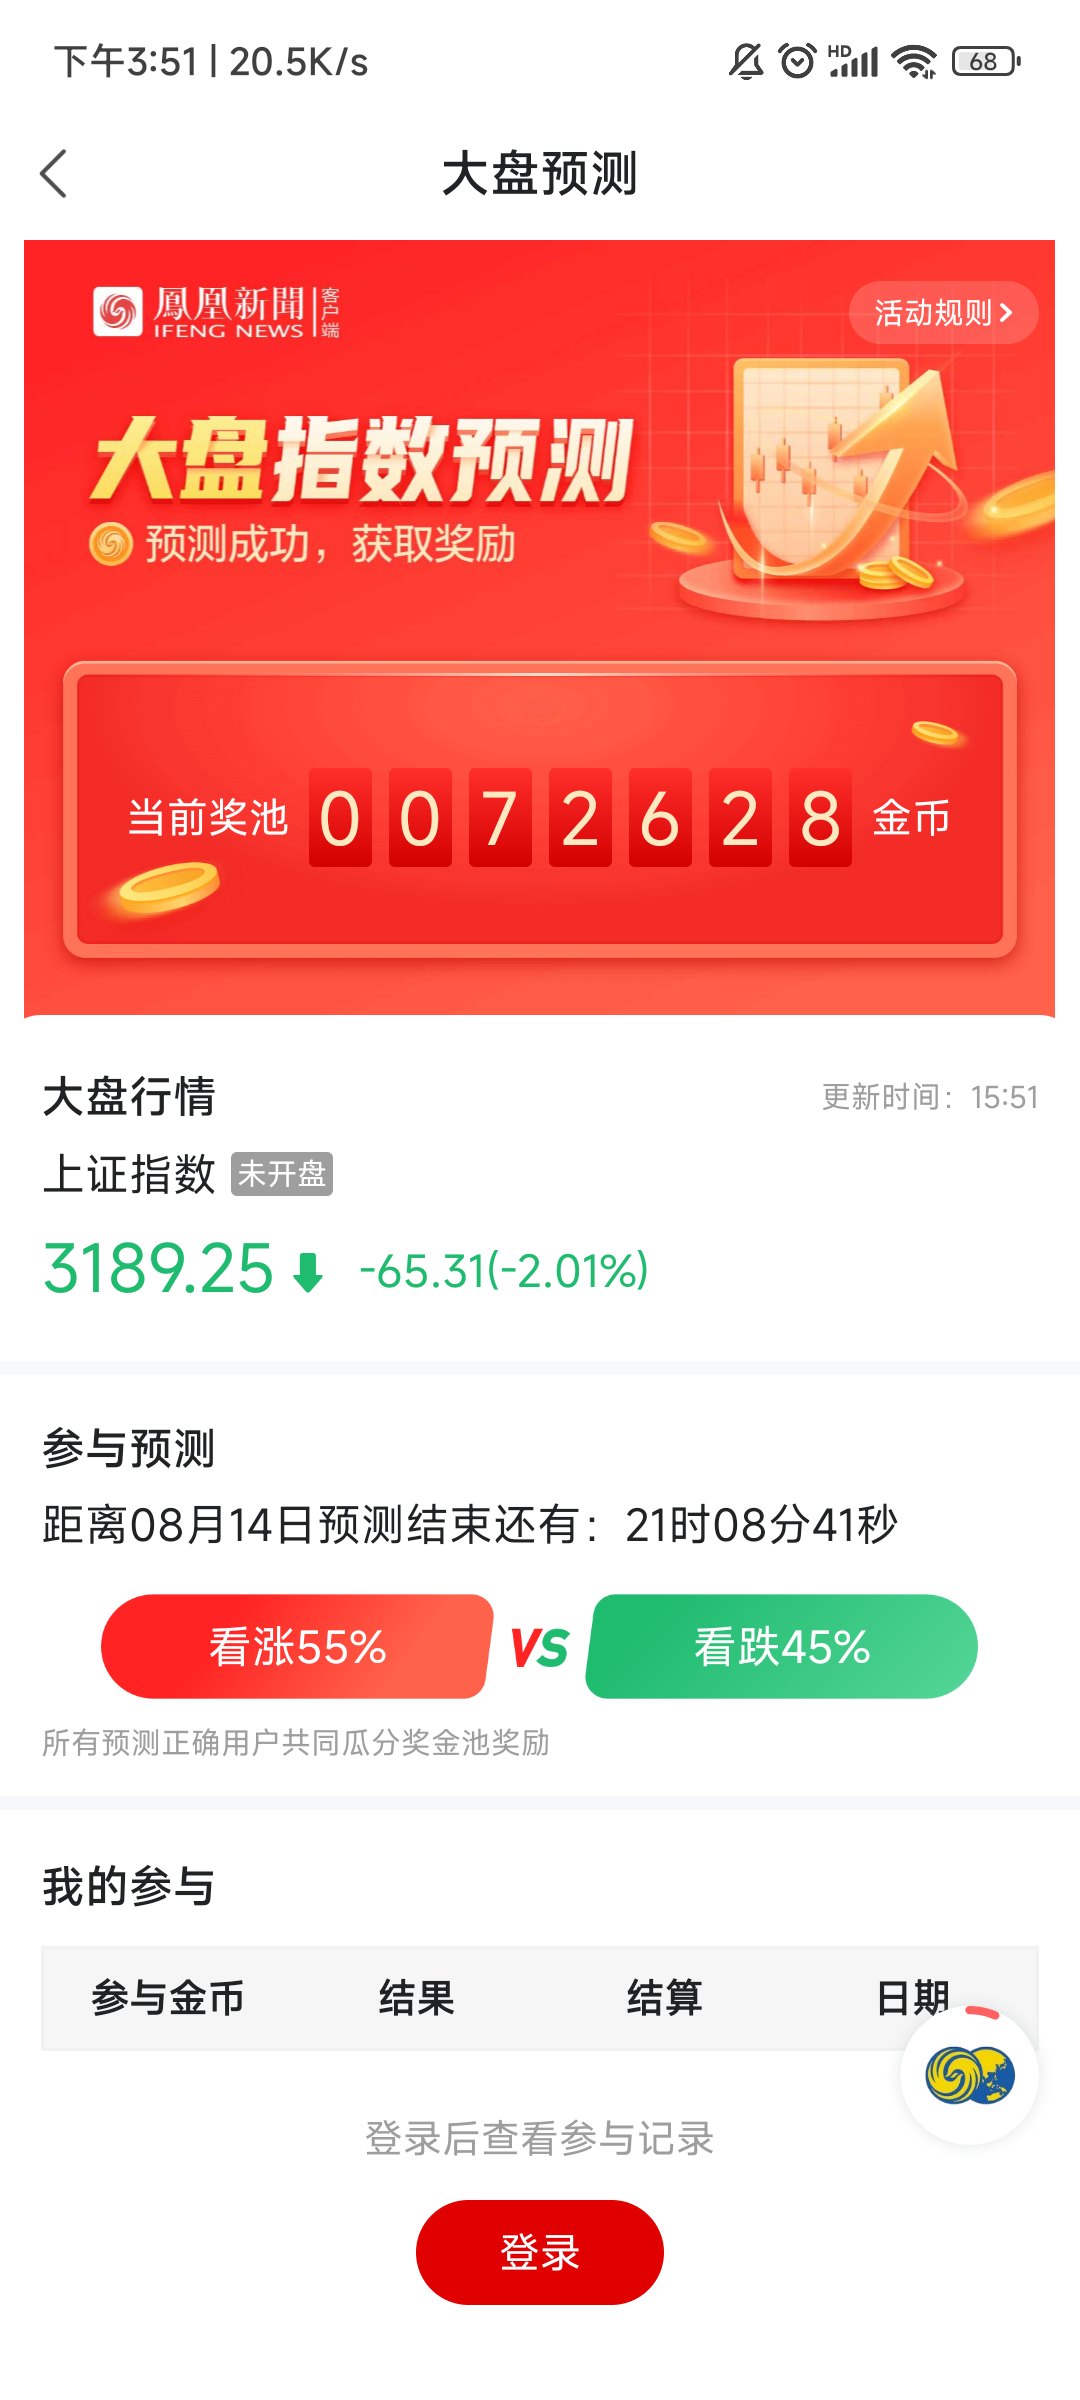 下午3:51 | 20.5K/s
HD
68
大盘预测
鳳凰新聞 客户端
IFENG NEWS
活动规则
大盘指数预测
预测成功，获取奖励
当前奖池 0 0 7 2 6 2 8 金币
大盘行情
更新时间：15:51
上证指数 未开盘
3189.25 -65.31(-2.01%)
参与预测
距离08月14日预测结束还有：21时08分41秒
看涨55% VS 看跌45%
所有预测正确用户共同瓜分奖金池奖励
我的参与
参与金币 结果 结算 日期
登录后查看参与记录
登录